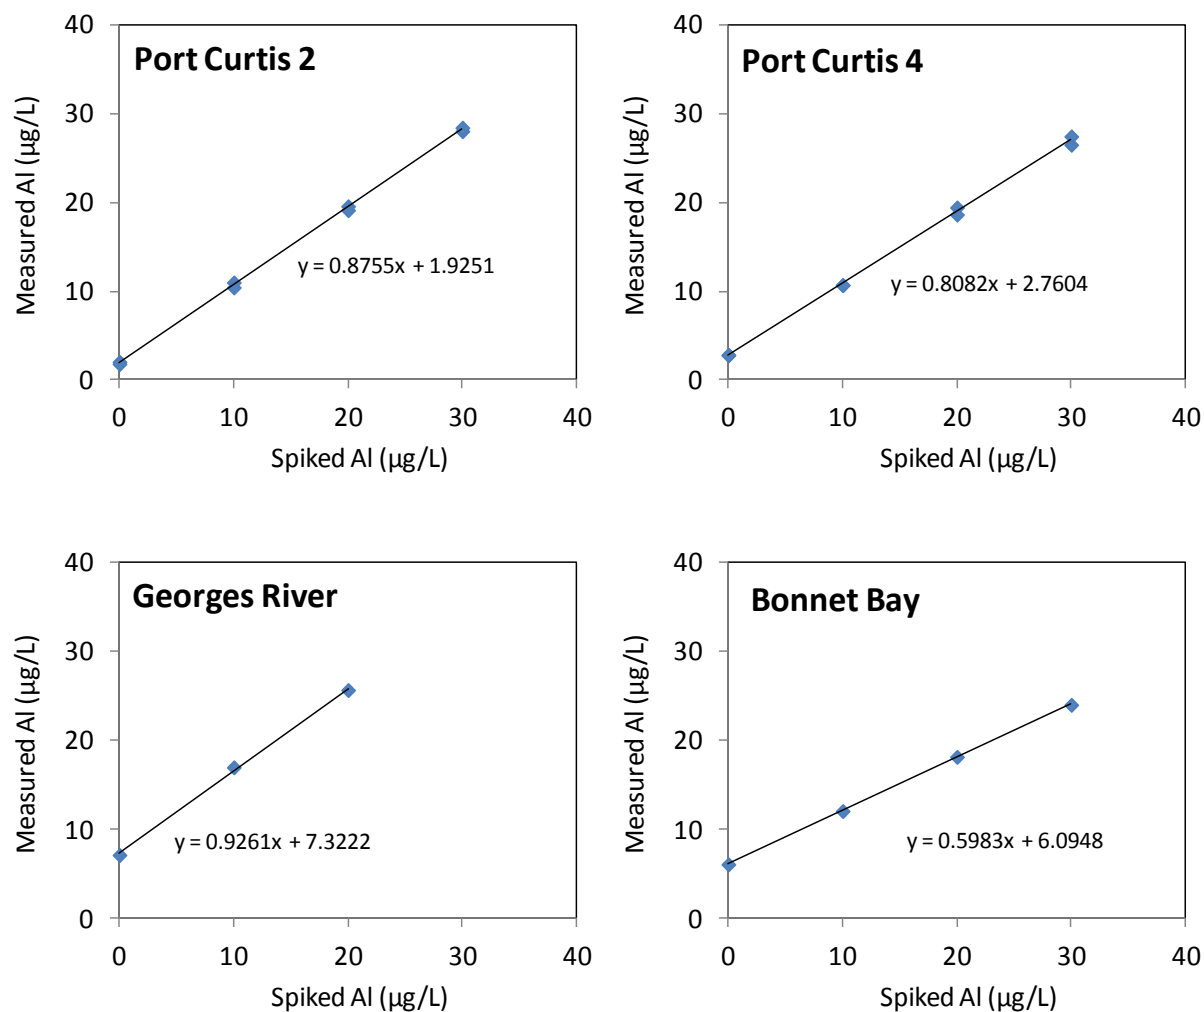 Port Curtis 2
Measured Al (µg/L)
40
30
20
10
0
y = 0.8755x + 1.9251
0 10 20 30 40
Spiked Al (µg/L)
Port Curtis 4
Measured Al (µg/L)
40
30
20
10
0
y = 0.8082x + 2.7604
0 10 20 30 40
Spiked Al (µg/L)
Georges River
Measured Al (µg/L)
40
30
20
10
0
y = 0.9261x + 7.3222
0 10 20 30 40
Spiked Al (µg/L)
Bonnet Bay
Measured Al (µg/L)
40
30
20
10
0
y = 0.5983x + 6.0948
0 10 20 30 40
Spiked Al (µg/L)